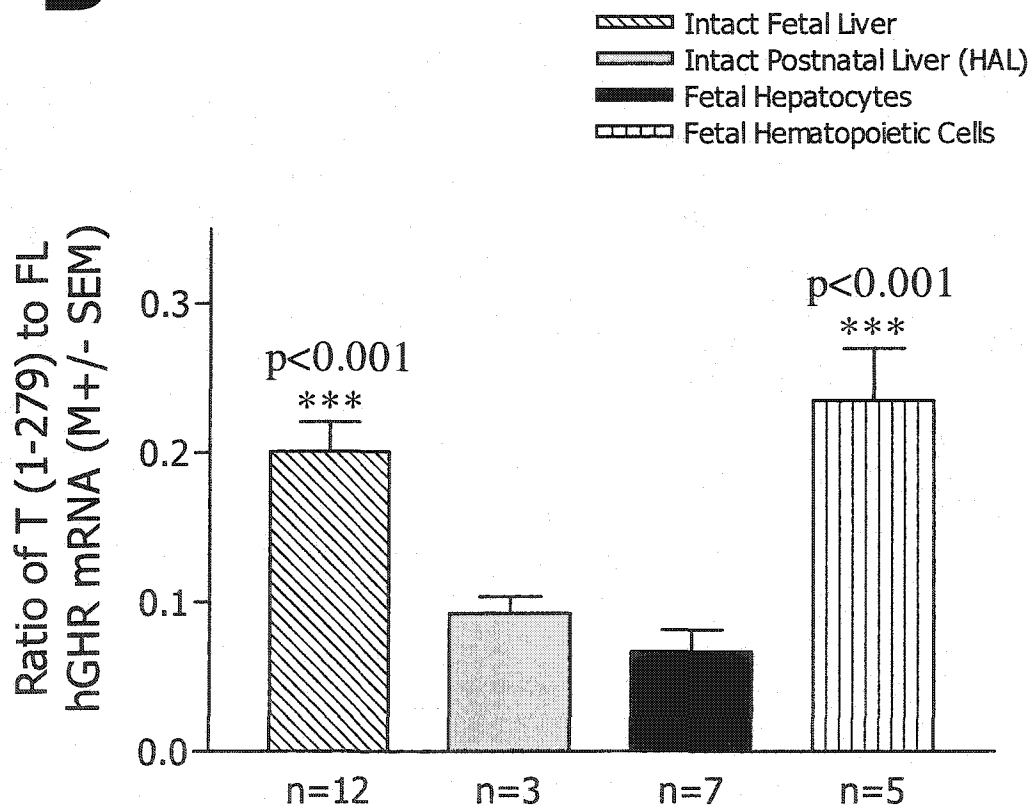 Intact Fetal Liver
Intact Postnatal Liver (HAL)
Fetal Hepatocytes
Fetal Hematopoietic Cells
Ratio of T (1-279) to FL
hGHR mRNA (M+/- SEM)
0.3
0.2
0.1
0.0
p<0.001
***
p<0.001
***
n=12
n=3
n=7
n=5